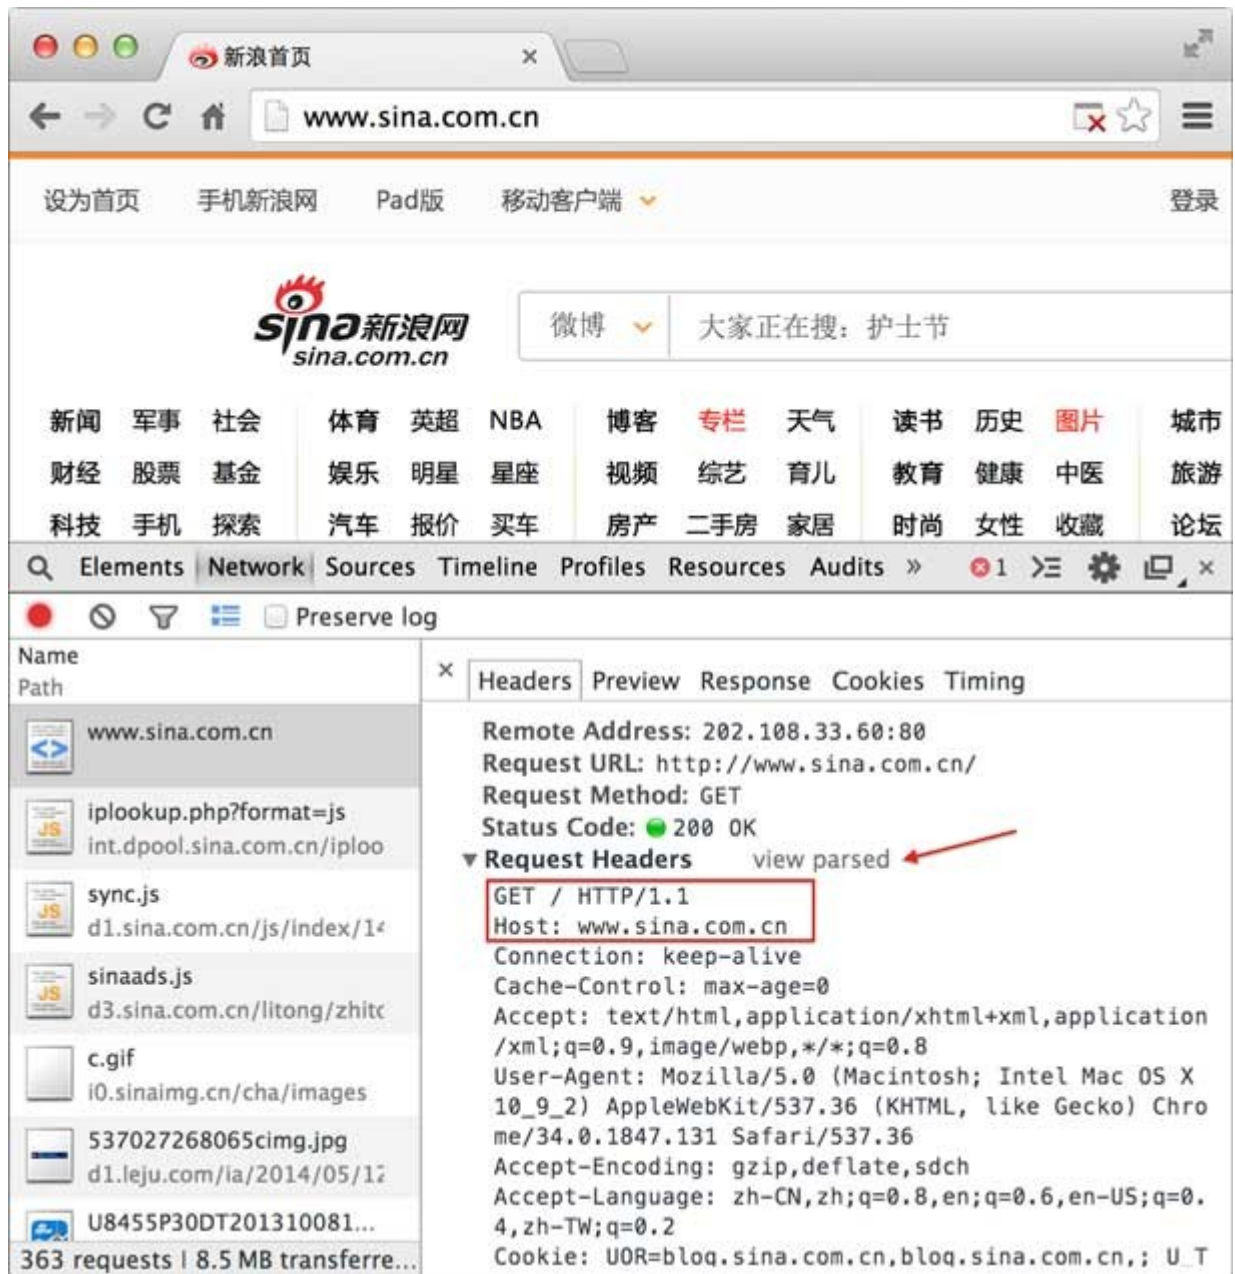 新浪首页
www.sina.com.cn
设为首页 手机新浪网 Pad版 移动客户端 登录
sina新浪网
sina.com.cn
微博 大家正在搜：护士节
新闻 军事 社会 体育 英超 NBA 博客 专栏 天气 读书 历史 图片 城市
财经 股票 基金 娱乐 明星 星座 视频 综艺 育儿 教育 健康 中医 旅游
科技 手机 探索 汽车 报价 买车 房产 二手房 家居 时尚 女性 收藏 论坛
Elements Network Sources Timeline Profiles Resources Audits » 1
Preserve log
Name
Path
www.sina.com.cn
iplookup.php?format=js
int.dpool.sina.com.cn/iploo
sync.js
d1.sina.com.cn/js/index/14
sinaads.js
d3.sina.com.cn/litong/zhitc
c.gif
i0.sinaimg.cn/cha/images
537027268065cimg.jpg
d1.leju.com/ia/2014/05/12
U8455P30DT201310081...
363 requests | 8.5 MB transferre...
Headers Preview Response Cookies Timing
Remote Address: 202.108.33.60:80
Request URL: http://www.sina.com.cn/
Request Method: GET
Status Code: 200 OK
Request Headers view parsed
GET / HTTP/1.1
Host: www.sina.com.cn
Connection: keep-alive
Cache-Control: max-age=0
Accept: text/html,application/xhtml+xml,application
/xml;q=0.9,image/webp,*/*;q=0.8
User-Agent: Mozilla/5.0 (Macintosh; Intel Mac OS X
10_9_2) AppleWebKit/537.36 (KHTML, like Gecko) Chro
me/34.0.1847.131 Safari/537.36
Accept-Encoding: gzip,deflate,sdch
Accept-Language: zh-CN,zh;q=0.8,en;q=0.6,en-US;q=0.
4,zh-TW;q=0.2
Cookie: UOR=blog.sina.com.cn,blog.sina.com.cn,; U_T